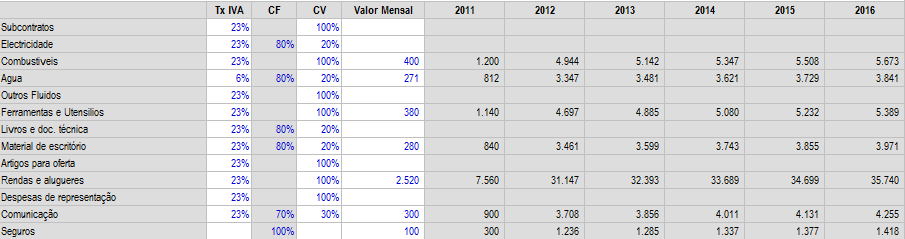 Tx IVA CF CV Valor Mensal 2011 2012 2013 2014 2015 2016
Subcontratos 23% 100%
Electricidade 23% 80% 20%
Combustiveis 23% 100% 400 1.200 4.944 5.142 5.347 5.508 5.673
Agua 6% 80% 20% 271 812 3.347 3.481 3.621 3.729 3.841
Outros Fluidos 23% 100%
Ferramentas e Utensilios 23% 100% 380 1.140 4.697 4.885 5.080 5.232 5.389
Livros e doc. técnica 23% 80% 20%
Material de escritório 23% 80% 20% 280 840 3.461 3.599 3.743 3.855 3.971
Artigos para oferta 23% 100%
Rendas e alugueres 23% 100% 2.520 7.560 31.147 32.393 33.689 34.699 35.740
Despesas de representação 23% 100%
Comunicação 23% 70% 30% 300 900 3.708 3.856 4.011 4.131 4.255
Seguros 100% 100 300 1.236 1.285 1.337 1.377 1.418